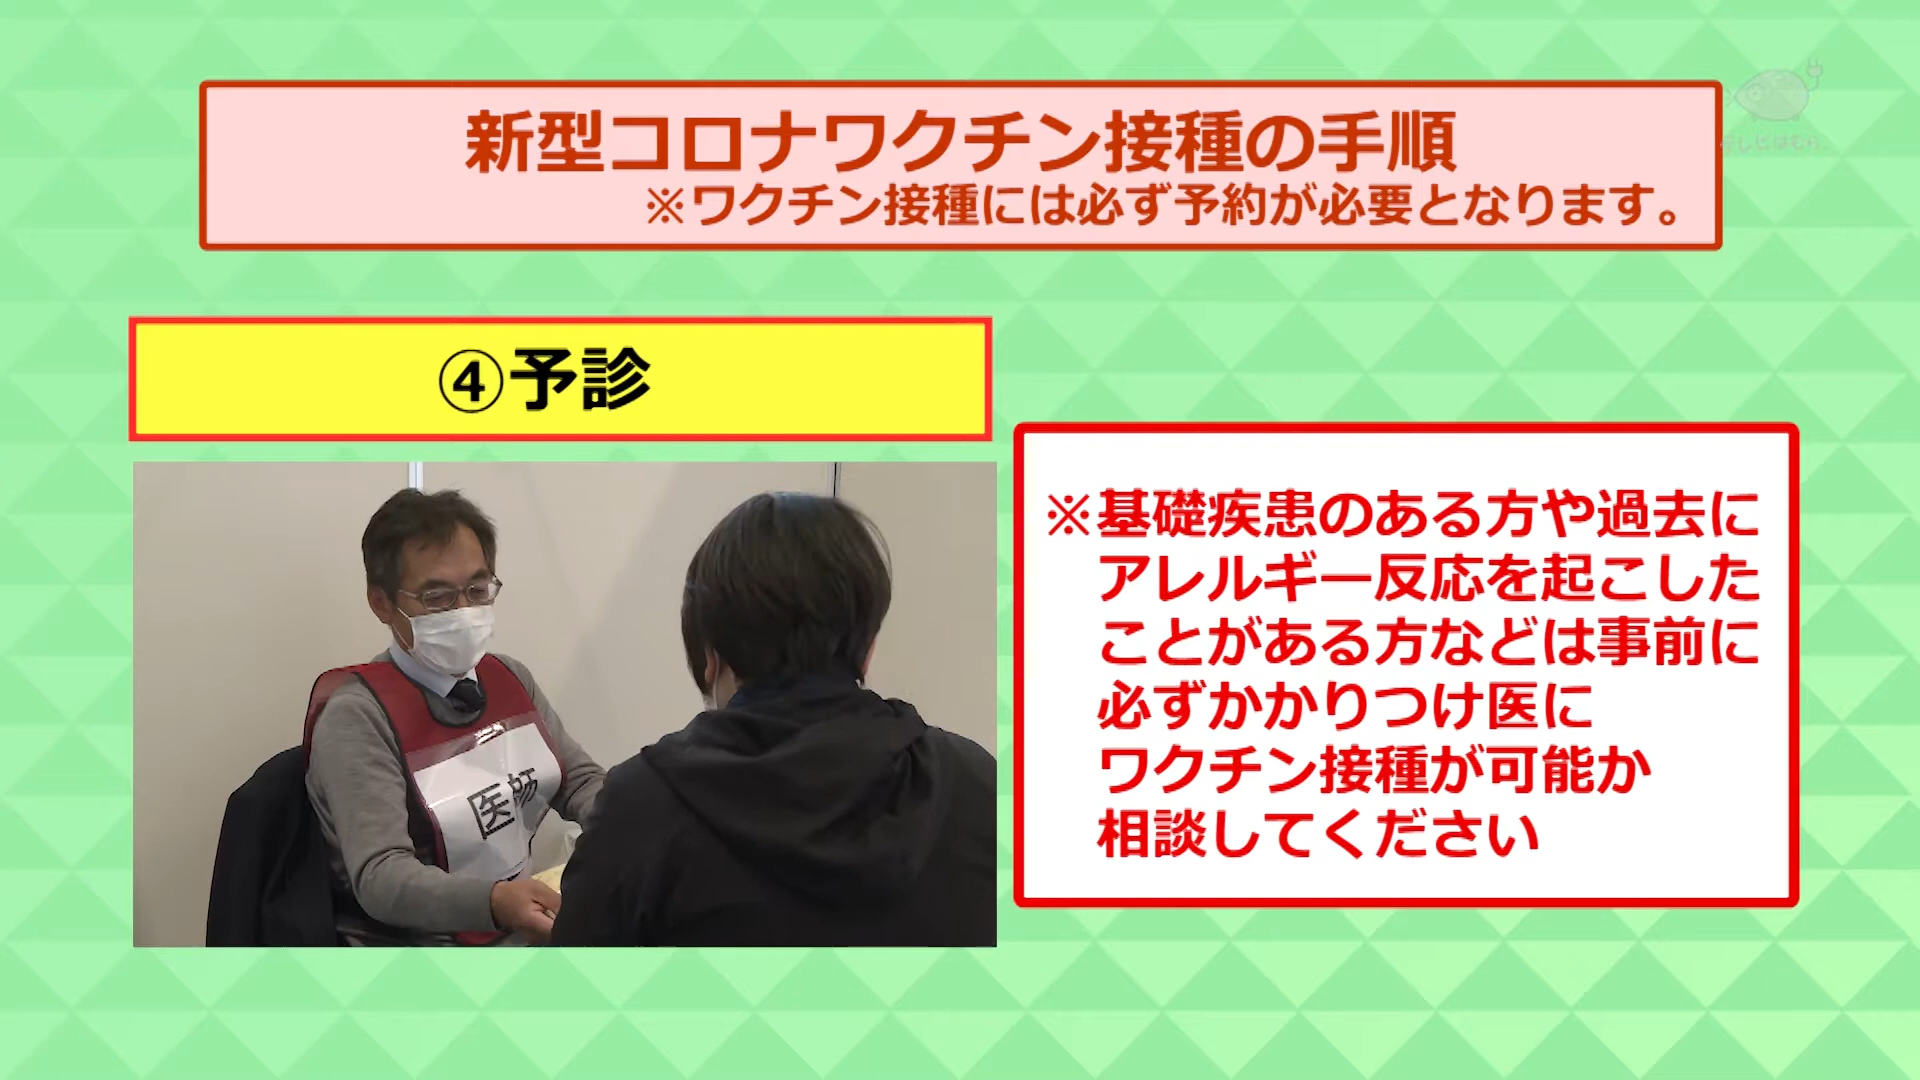 新型コロナワクチン接種の手順
※ワクチン接種には必ず予約が必要となります。
④予診
医師
※基礎疾患のある方や過去に
アレルギー反応を起こした
ことがある方などは事前に
必ずかかりつけ医に
ワクチン接種が可能か
相談してください